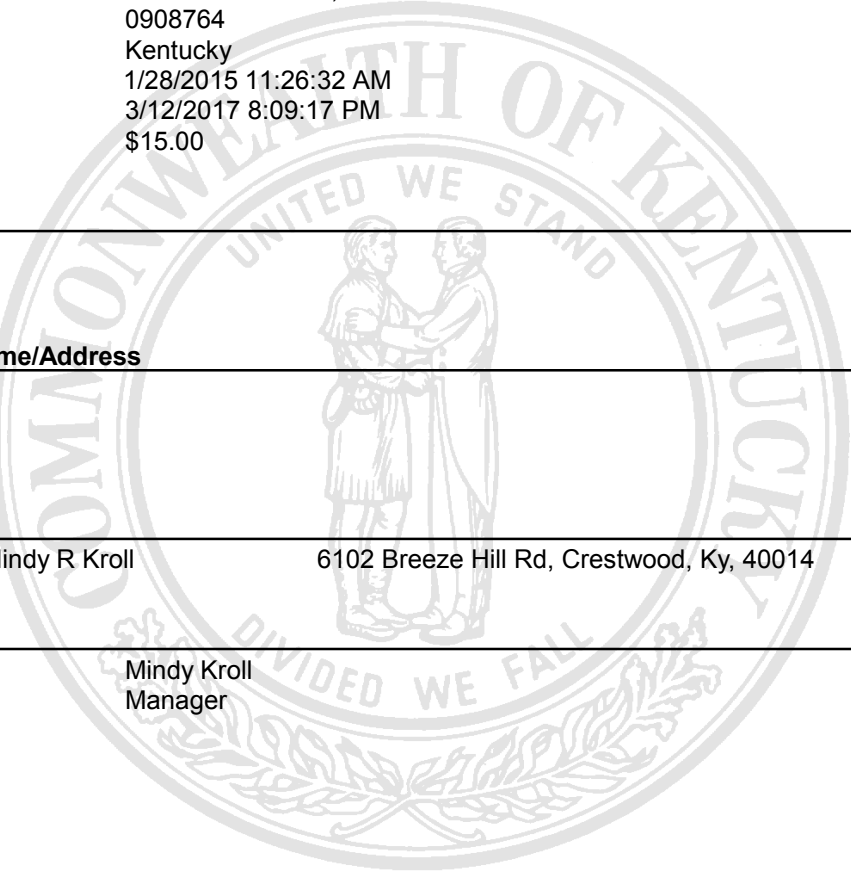 0908764
Kentucky
1/28/2015 11:26:32 AM
3/12/2017 8:09:17 PM
$15.00
COMMONWEALTH OF KENTUCKY
UNITED WE STAND
me/Address
indy R Kroll 6102 Breeze Hill Rd, Crestwood, Ky, 40014
DIVIDED WE FALL
Mindy Kroll
Manager